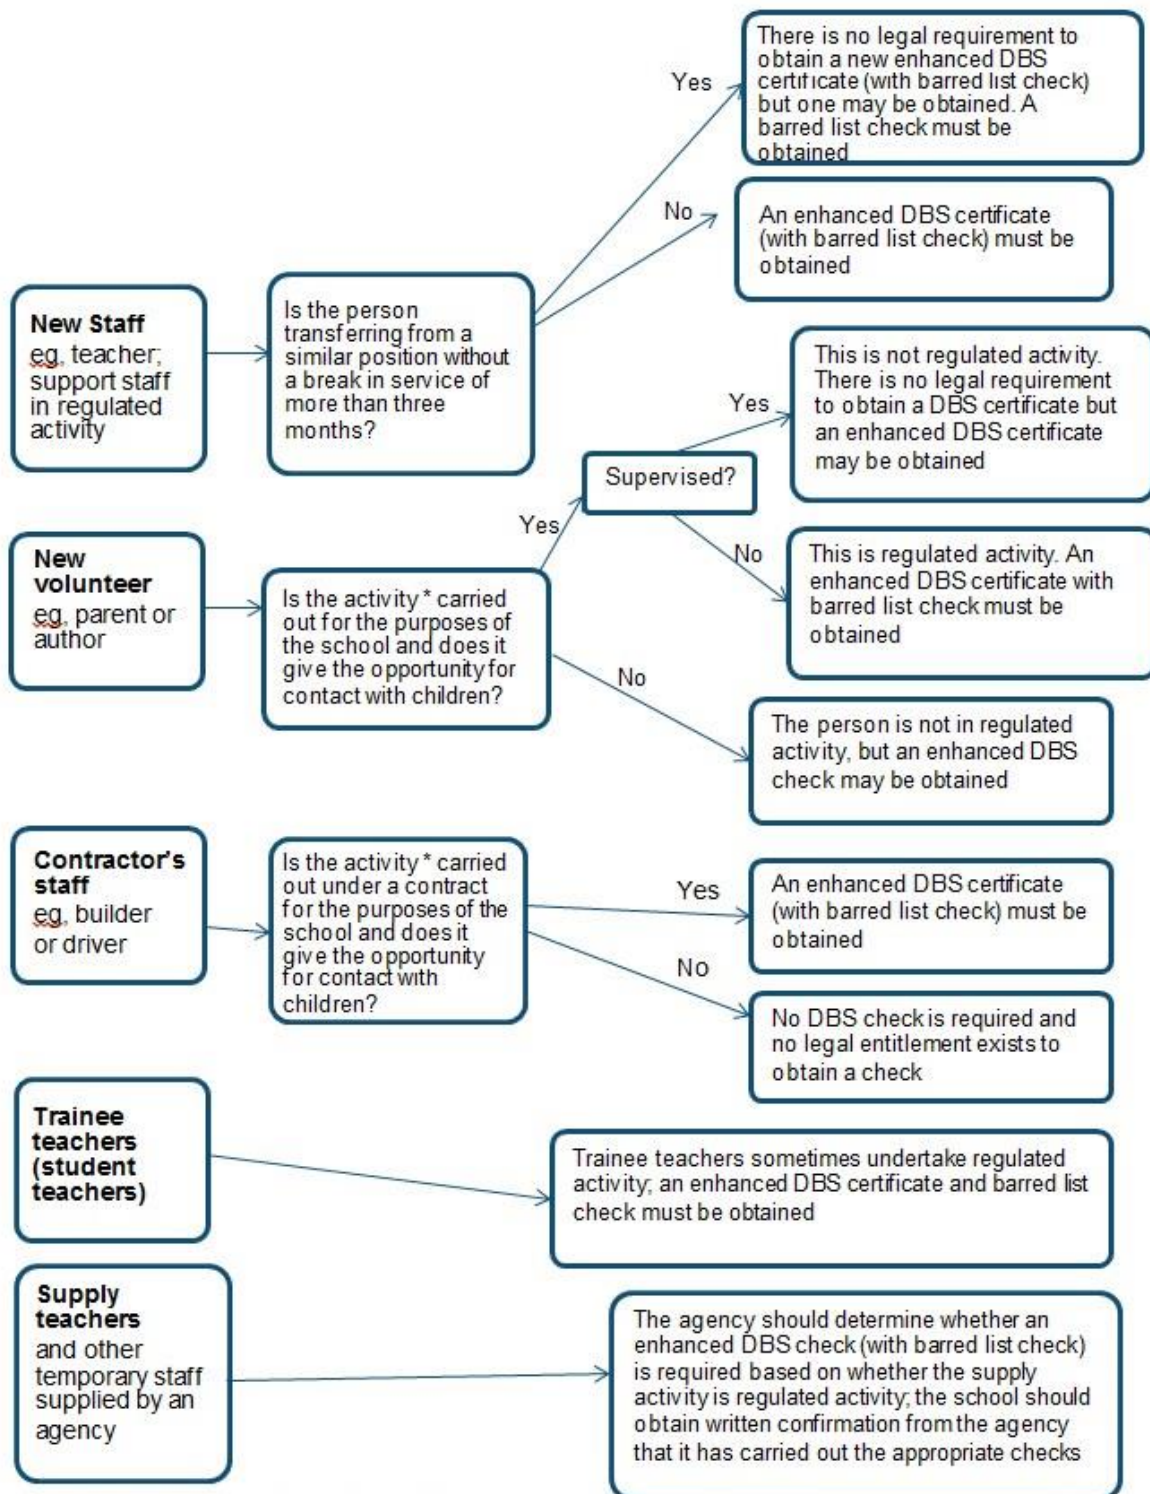 There is no legal requirement to
obtain a new enhanced DBS
certificate (with barred list check)
but one may be obtained. A
barred list check must be
obtained
Yes
No
An enhanced DBS certificate
(with barred list check) must be
obtained
New Staff
eg, teacher;
support staff
in regulated
activity
Is the person
transferring from a
similar position without
a break in service of
more than three
months?
This is not regulated activity.
There is no legal requirement
to obtain a DBS certificate but
an enhanced DBS certificate
may be obtained
Yes
Supervised?
Yes
No
This is regulated activity. An
enhanced DBS certificate with
barred list check must be
obtained
New
volunteer
eg, parent or
author
Is the activity * carried
out for the purposes of
the school and does it
give the opportunity for
contact with children?
No
The person is not in regulated
activity, but an enhanced DBS
check may be obtained
Contractor's
staff
eg, builder
or driver
Is the activity * carried
out under a contract
for the purposes of the
school and does it
give the opportunity
for contact with
children?
Yes
An enhanced DBS certificate
(with barred list check) must be
obtained
No
No DBS check is required and
no legal entitlement exists to
obtain a check
Trainee
teachers
(student
teachers)
Trainee teachers sometimes undertake regulated
activity; an enhanced DBS certificate and barred list
check must be obtained
Supply
teachers
and other
temporary staff
supplied by an
agency
The agency should determine whether an
enhanced DBS check (with barred list check)
is required based on whether the supply
activity is regulated activity; the school should
obtain written confirmation from the agency
that it has carried out the appropriate checks